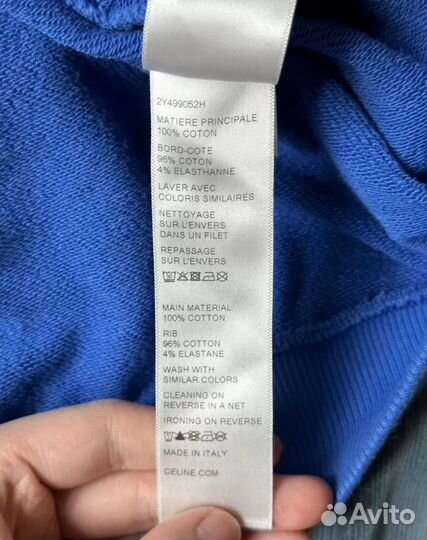 2Y499052H
MATIERE PRINCIPALE
100% COTON
BORD-COTE
96% COTON
4% ELASTHANNE
LAVER AVEC
COLORIS SIMILAIRES
NETTOYAGE
SUR L'ENVERS
DANS UN FILET
REPASSAGE
SUR L'ENVERS
MAIN MATERIAL
100% COTTON
RIB
96% COTTON
4% ELASTANE
WASH WITH
SIMILAR COLORS
CLEANING ON
REVERSE IN A NET
IRONING ON REVERSE
MADE IN ITALY
CELINE.COM
Avito